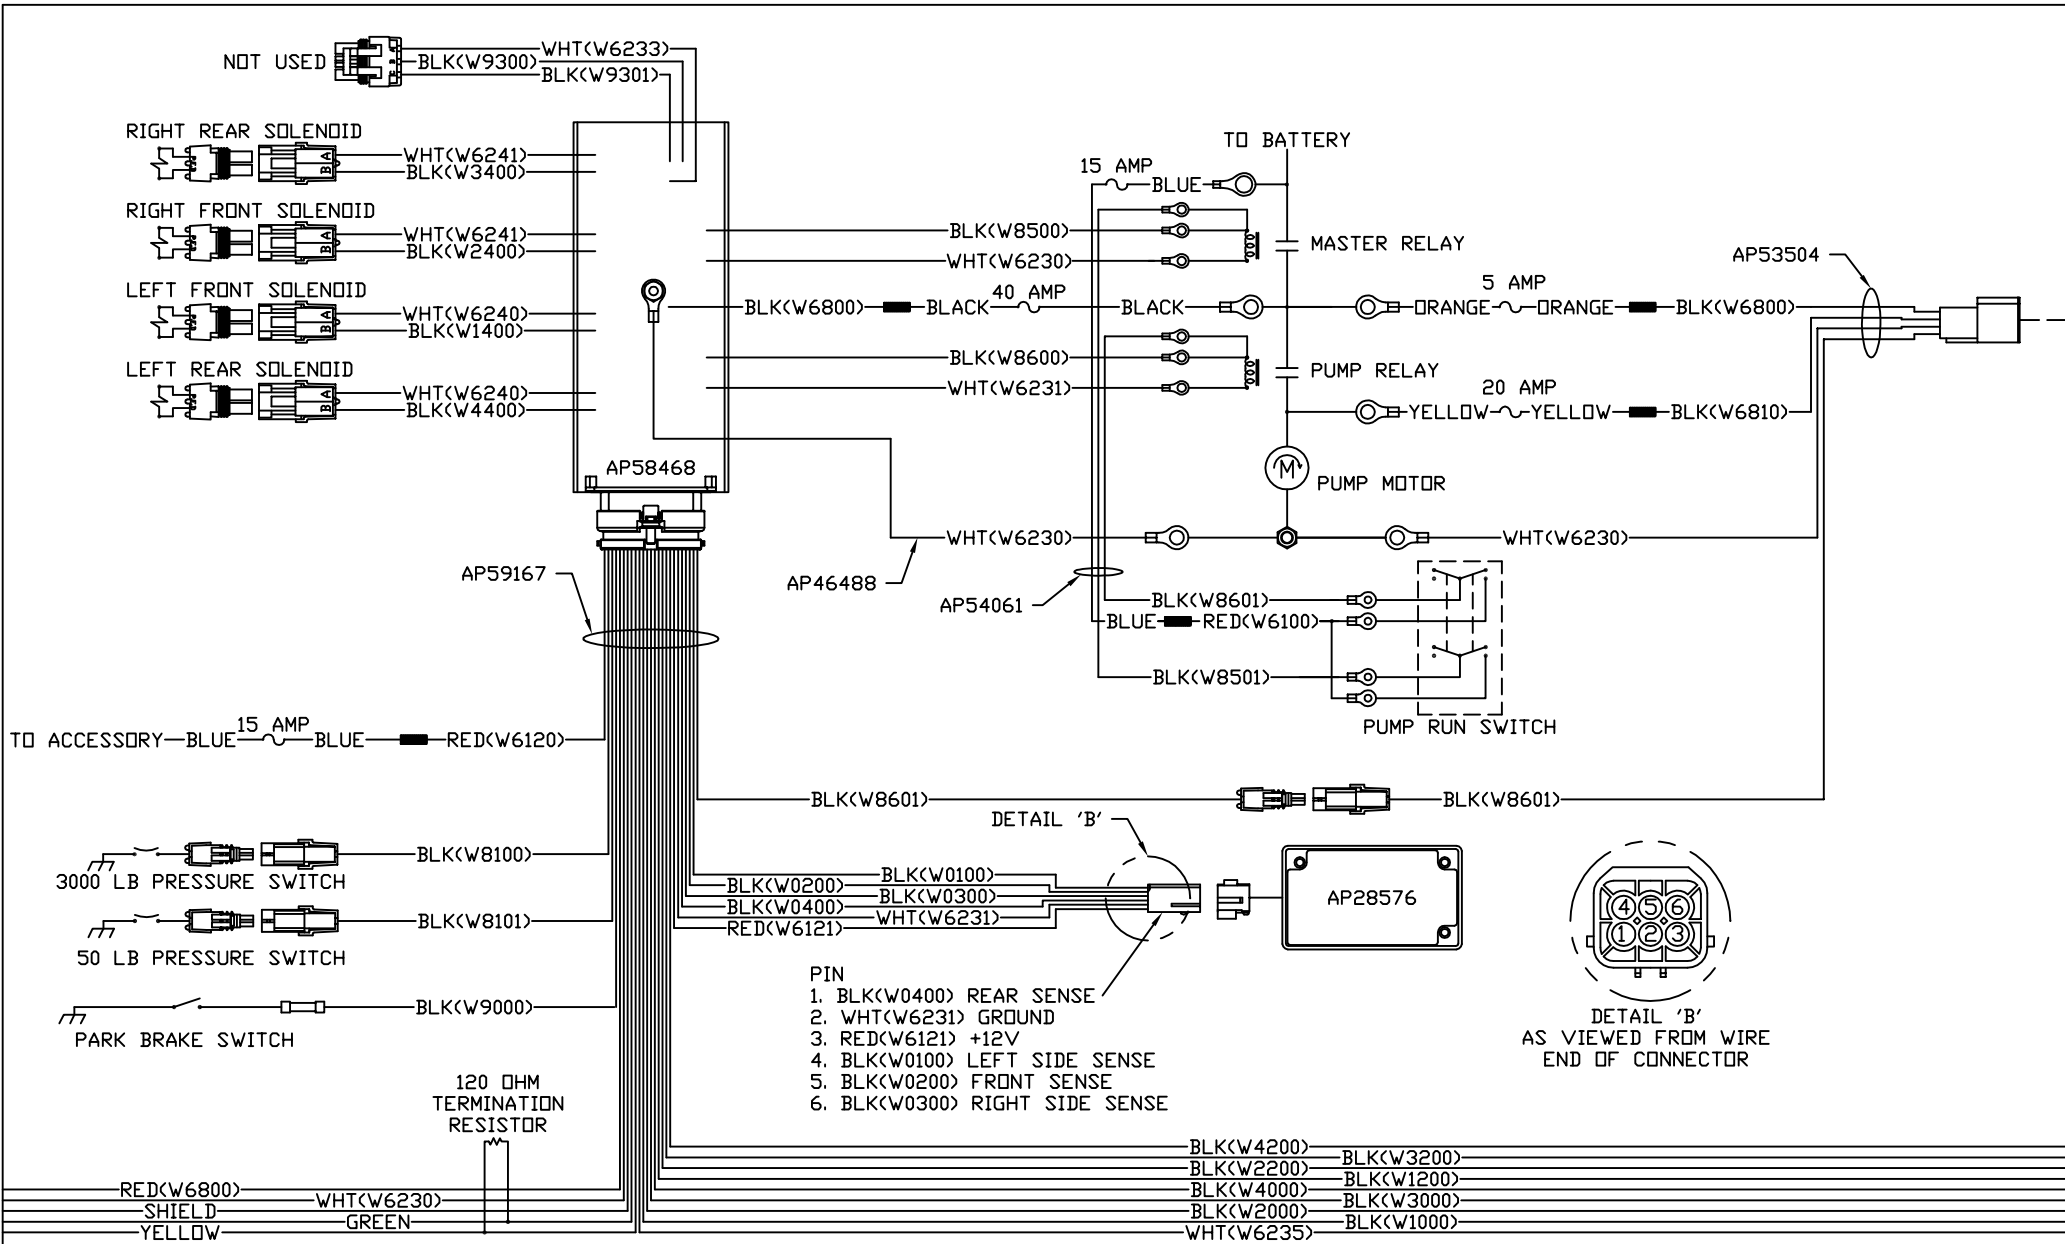 NOT USED
WHT(W6233)
BLK(W9300)
BLK(W9301)
RIGHT REAR SOLENOID
A
B
WHT(W6241)
BLK(W3400)
RIGHT FRONT SOLENOID
A
B
WHT(W6241)
BLK(W2400)
LEFT FRONT SOLENOID
A
B
WHT(W6240)
BLK(W1400)
LEFT REAR SOLENOID
A
B
WHT(W6240)
BLK(W4400)
AP58468
TO BATTERY
15 AMP
BLUE
BLK(W8500)
WHT(W6230)
MASTER RELAY
BLK(W6800)
BLACK
40 AMP
BLACK
5 AMP
ORANGE
ORANGE
BLK(W6800)
AP53504
BLK(W8600)
WHT(W6231)
PUMP RELAY
20 AMP
YELLOW
YELLOW
BLK(W6810)
M
PUMP MOTOR
WHT(W6230)
WHT(W6230)
AP59167
AP46488
AP54061
BLK(W8601)
BLUE
RED(W6100)
BLK(W8501)
PUMP RUN SWITCH
TO ACCESSORY
BLUE
15 AMP
BLUE
RED(W6120)
BLK(W8601)
BLK(W8601)
DETAIL 'B'
BLK(W8100)
3000 LB PRESSURE SWITCH
BLK(W8101)
50 LB PRESSURE SWITCH
BLK(W9000)
PARK BRAKE SWITCH
BLK(W0100)
BLK(W0200)
BLK(W0300)
BLK(W0400)
WHT(W6231)
RED(W6121)
AP28576
PIN
1. BLK(W0400) REAR SENSE
2. WHT(W6231) GROUND
3. RED(W6121) +12V
4. BLK(W0100) LEFT SIDE SENSE
5. BLK(W0200) FRONT SENSE
6. BLK(W0300) RIGHT SIDE SENSE
4 5 6
1 2 3
DETAIL 'B'
AS VIEWED FROM WIRE
END OF CONNECTOR
120 OHM
TERMINATION
RESISTOR
RED(W6800)
WHT(W6230)
SHIELD
GREEN
YELLOW
BLK(W4200)
BLK(W3200)
BLK(W2200)
BLK(W1200)
BLK(W4000)
BLK(W3000)
BLK(W2000)
BLK(W1000)
WHT(W6235)